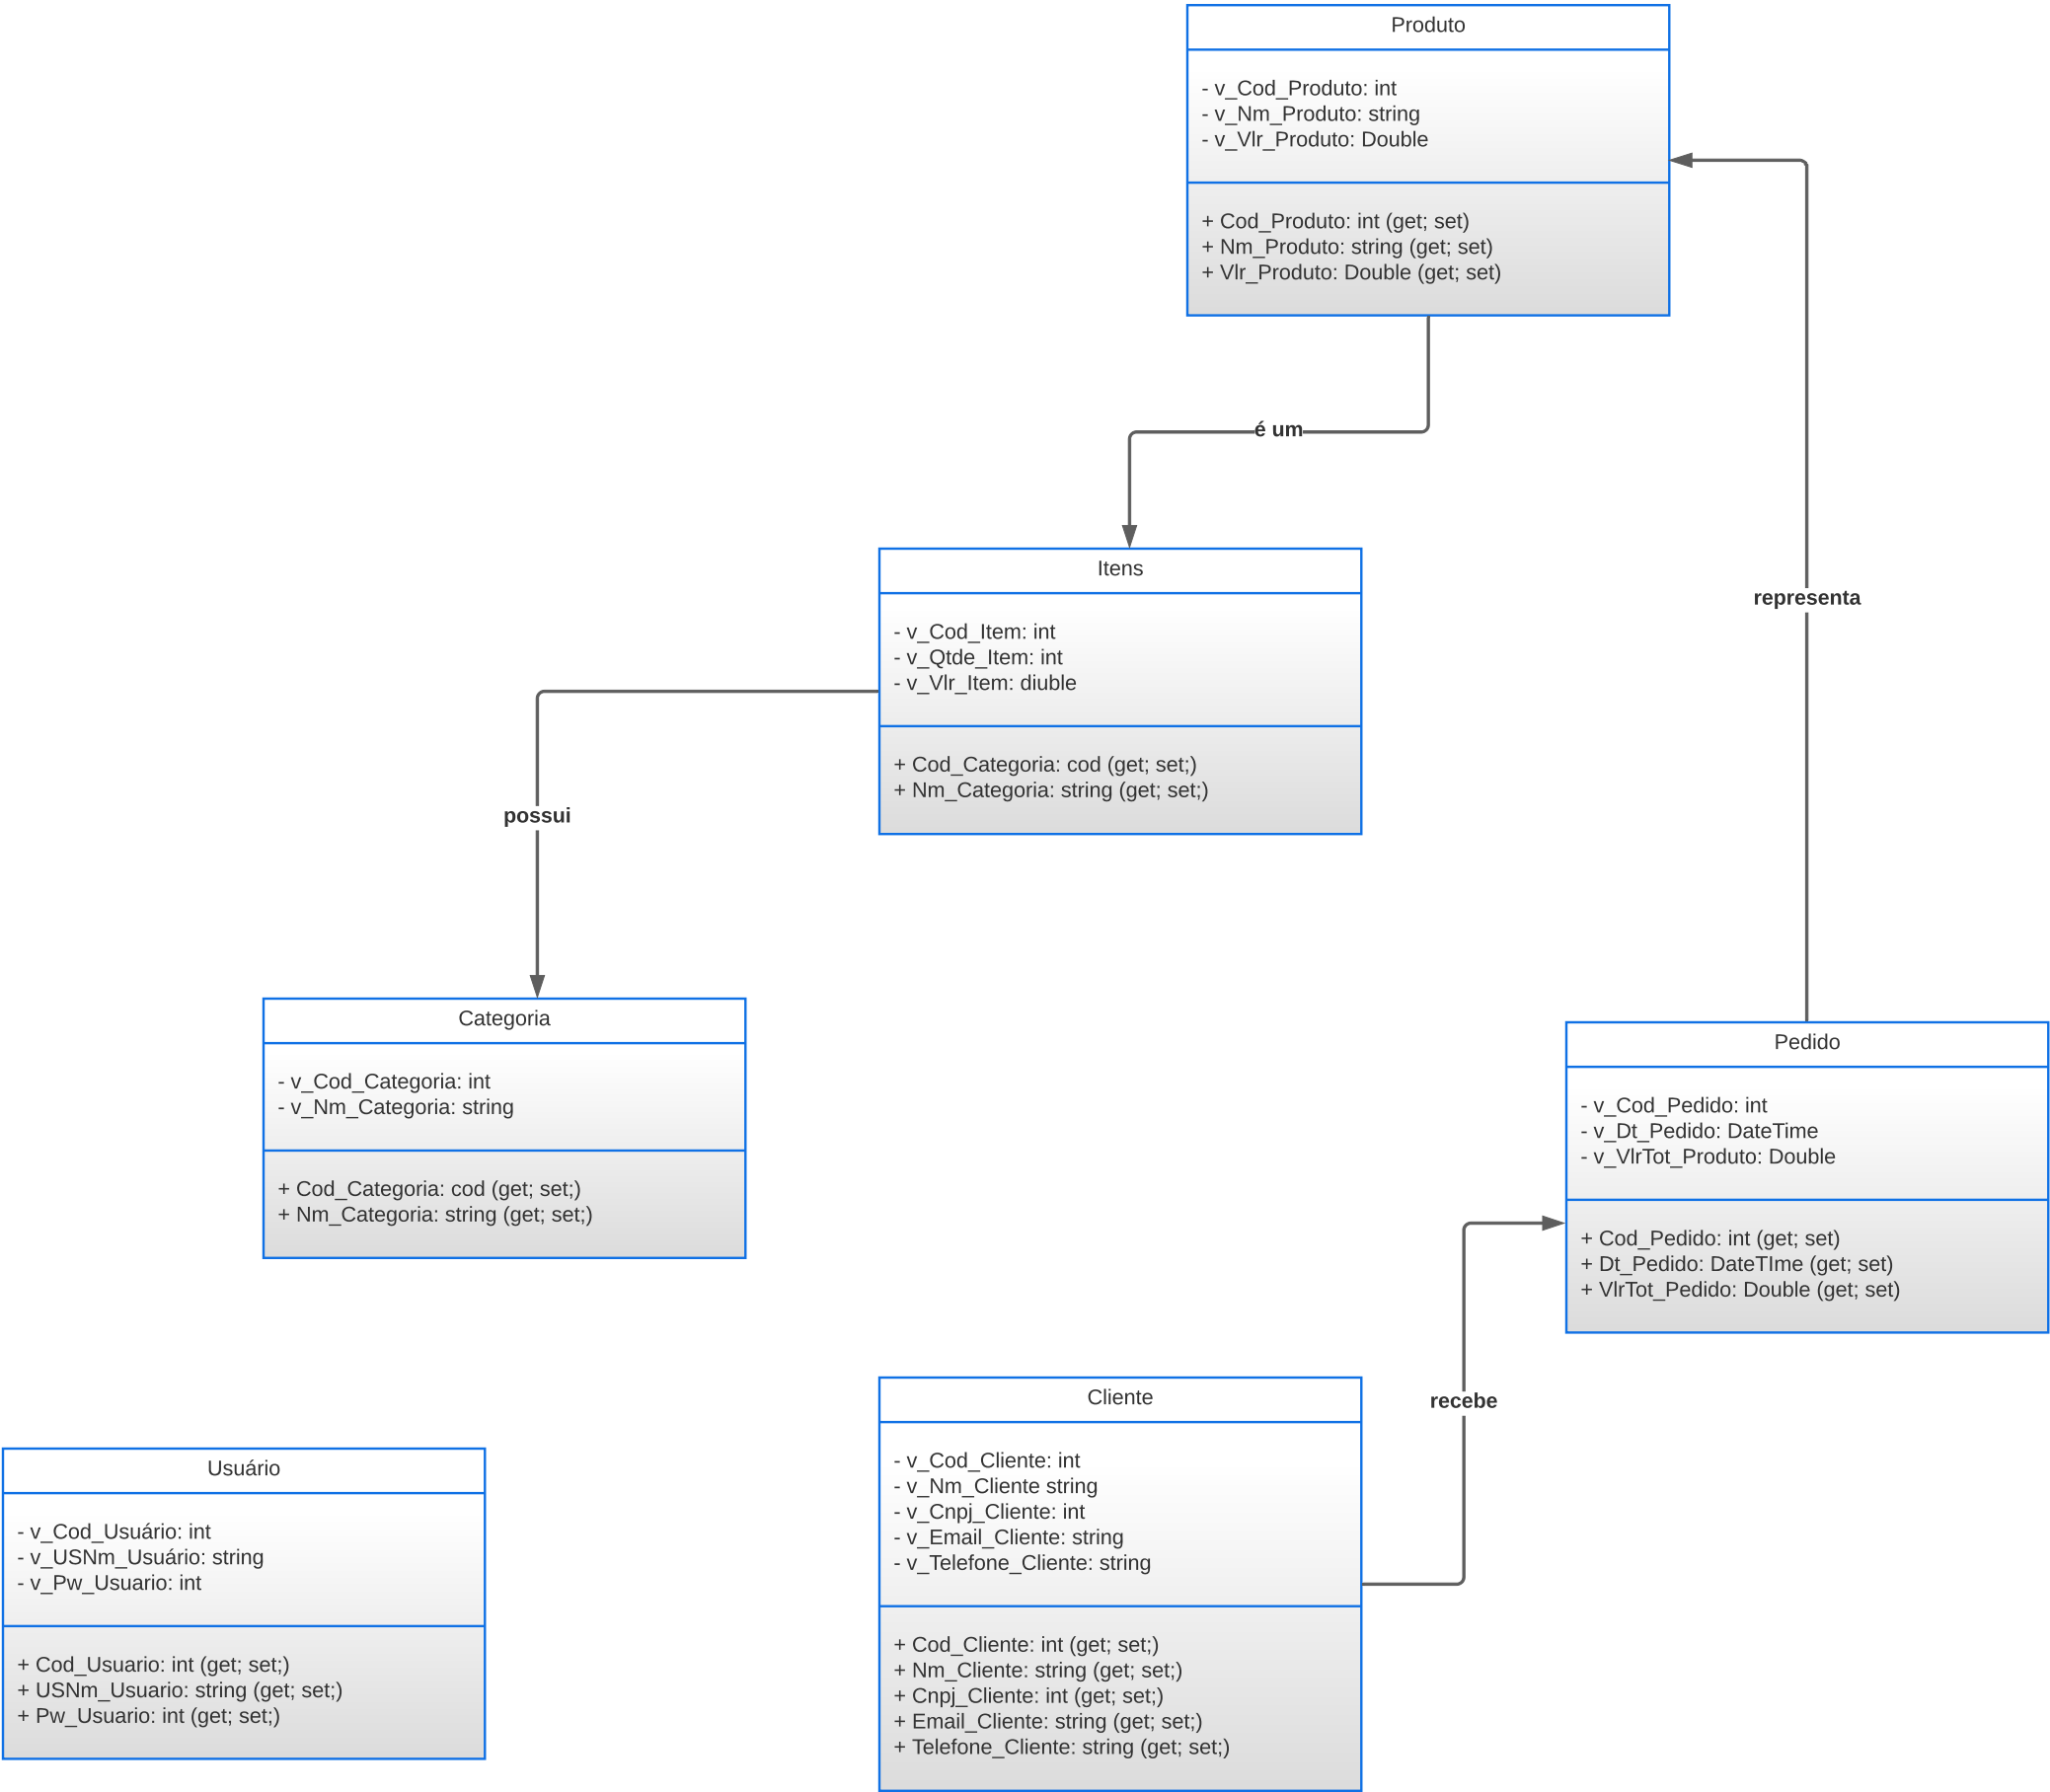 Produto
- v_Cod_Produto: int
- v_Nm_Produto: string
- v_Vlr_Produto: Double
+ Cod_Produto: int (get; set)
+ Nm_Produto: string (get; set)
+ Vlr_Produto: Double (get; set)
é um
representa
Itens
- v_Cod_Item: int
- v_Qtde_Item: int
- v_Vlr_Item: diuble
+ Cod_Categoria: cod (get; set;)
+ Nm_Categoria: string (get; set;)
possui
Categoria
- v_Cod_Categoria: int
- v_Nm_Categoria: string
+ Cod_Categoria: cod (get; set;)
+ Nm_Categoria: string (get; set;)
Pedido
- v_Cod_Pedido: int
- v_Dt_Pedido: DateTime
- v_VlrTot_Produto: Double
+ Cod_Pedido: int (get; set)
+ Dt_Pedido: DateTIme (get; set)
+ VlrTot_Pedido: Double (get; set)
recebe
Cliente
- v_Cod_Cliente: int
- v_Nm_Cliente string
- v_Cnpj_Cliente: int
- v_Email_Cliente: string
- v_Telefone_Cliente: string
+ Cod_Cliente: int (get; set;)
+ Nm_Cliente: string (get; set;)
+ Cnpj_Cliente: int (get; set;)
+ Email_Cliente: string (get; set;)
+ Telefone_Cliente: string (get; set;)
Usuário
- v_Cod_Usuário: int
- v_USNm_Usuário: string
- v_Pw_Usuario: int
+ Cod_Usuario: int (get; set;)
+ USNm_Usuario: string (get; set;)
+ Pw_Usuario: int (get; set;)